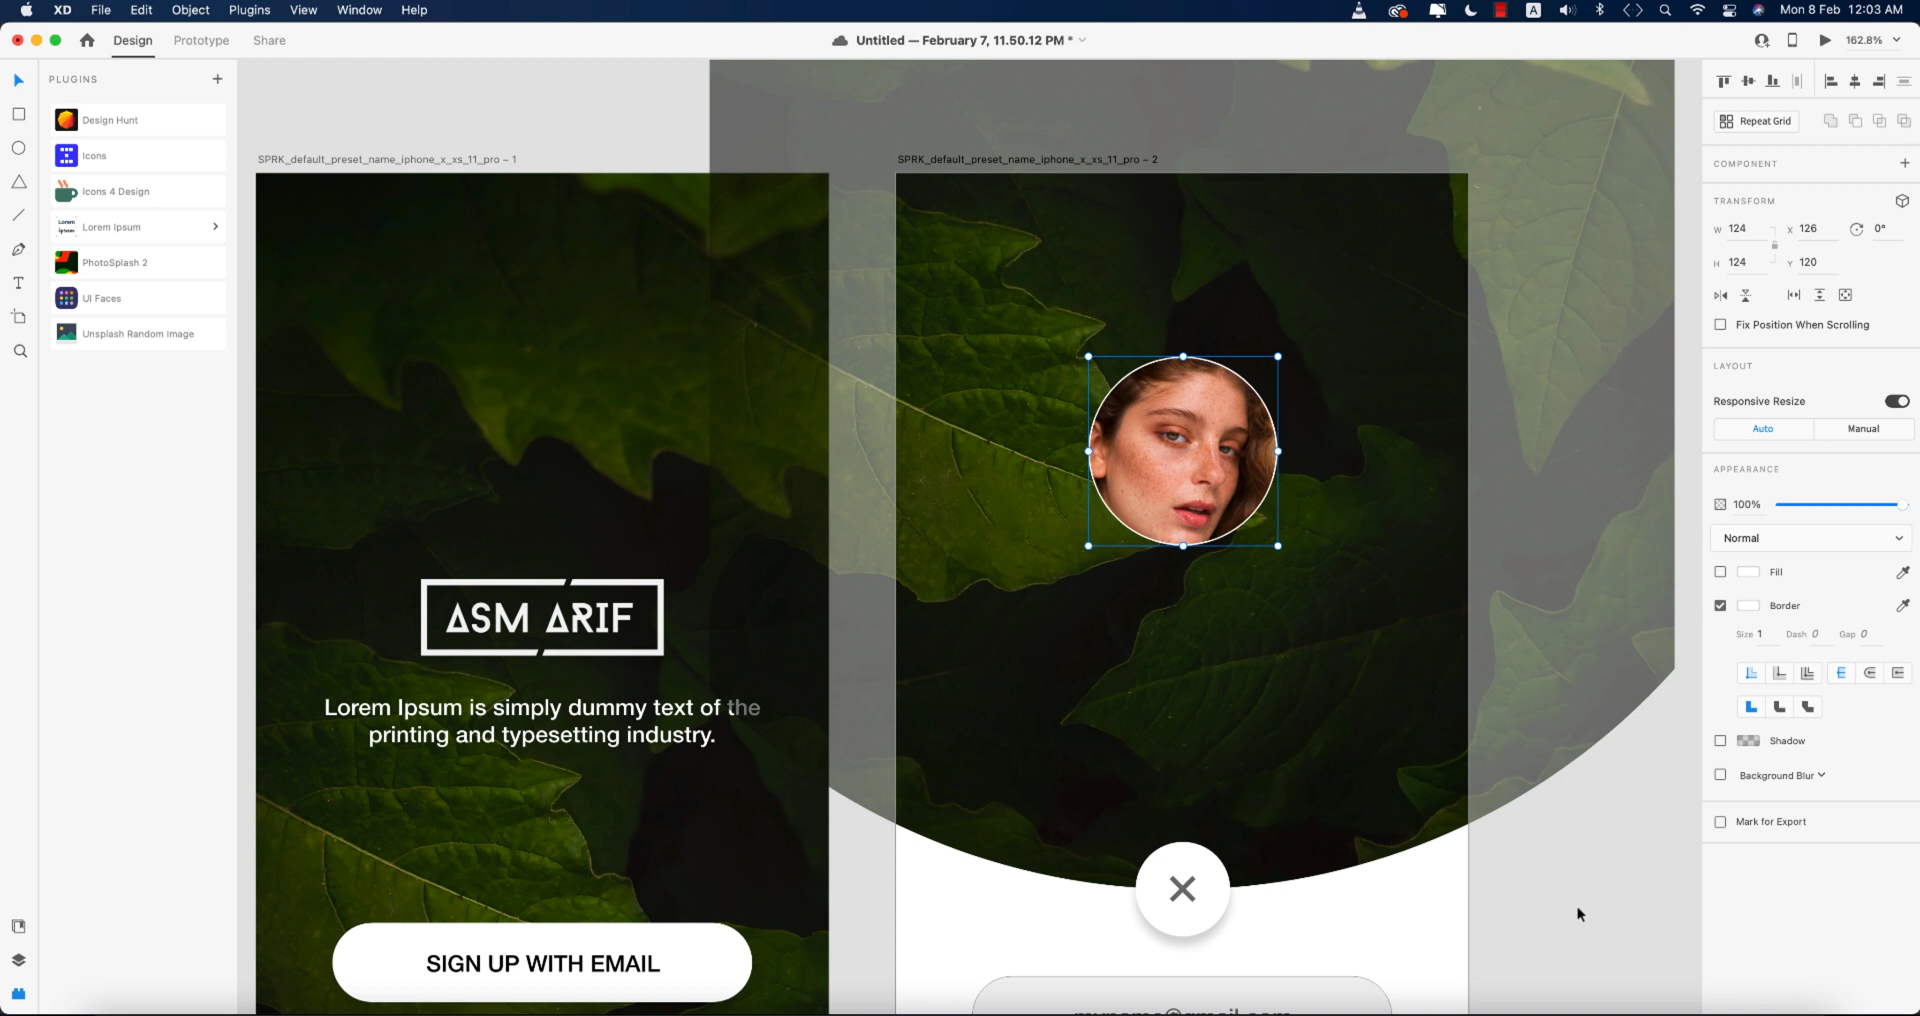 XD File Edit Object Plugins View Window Help
A
Mon 8 Feb 12:03 AM
Design Prototype Share
Untitled — February 7, 11.50.12 PM *
162.8%
PLUGINS
Design Hunt
Icons
Icons 4 Design
Lorem Ipsum
Lorem Ipsum
PhotoSplash 2
UI Faces
Unsplash Random Image
SPRK_default_preset_name_iphone_x_xs_11_pro – 1
ASM ARIF
Lorem Ipsum is simply dummy text of the
printing and typesetting industry.
SIGN UP WITH EMAIL
SPRK_default_preset_name_iphone_x_xs_11_pro – 2
Repeat Grid
COMPONENT
TRANSFORM
W 124 X 126 0°
H 124 Y 120
Fix Position When Scrolling
LAYOUT
Responsive Resize
Auto Manual
APPEARANCE
100%
Normal
Fill
Border
Size 1 Dash 0 Gap 0
Shadow
Background Blur
Mark for Export